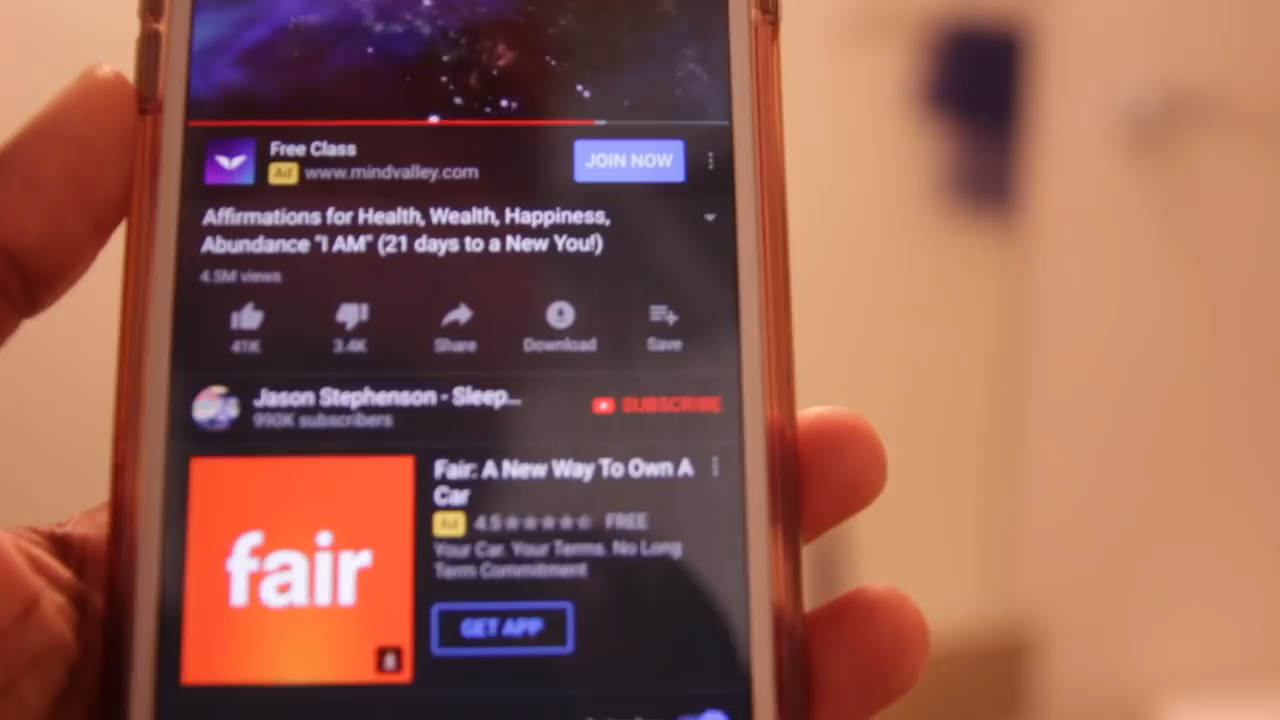 Free Class
Ad www.mindvalley.com
JOIN NOW
Affirmations for Health, Wealth, Happiness,
Abundance "I AM" (21 days to a New You!)
4.5M views
41K
3.4K
Share
Download
Save
Jason Stephenson - Sleep...
990K subscribers
SUBSCRIBE
fair
Fair: A New Way To Own A
Car
Ad 4.5 FREE
Your Car. Your Terms. No Long
Term Commitment
GET APP